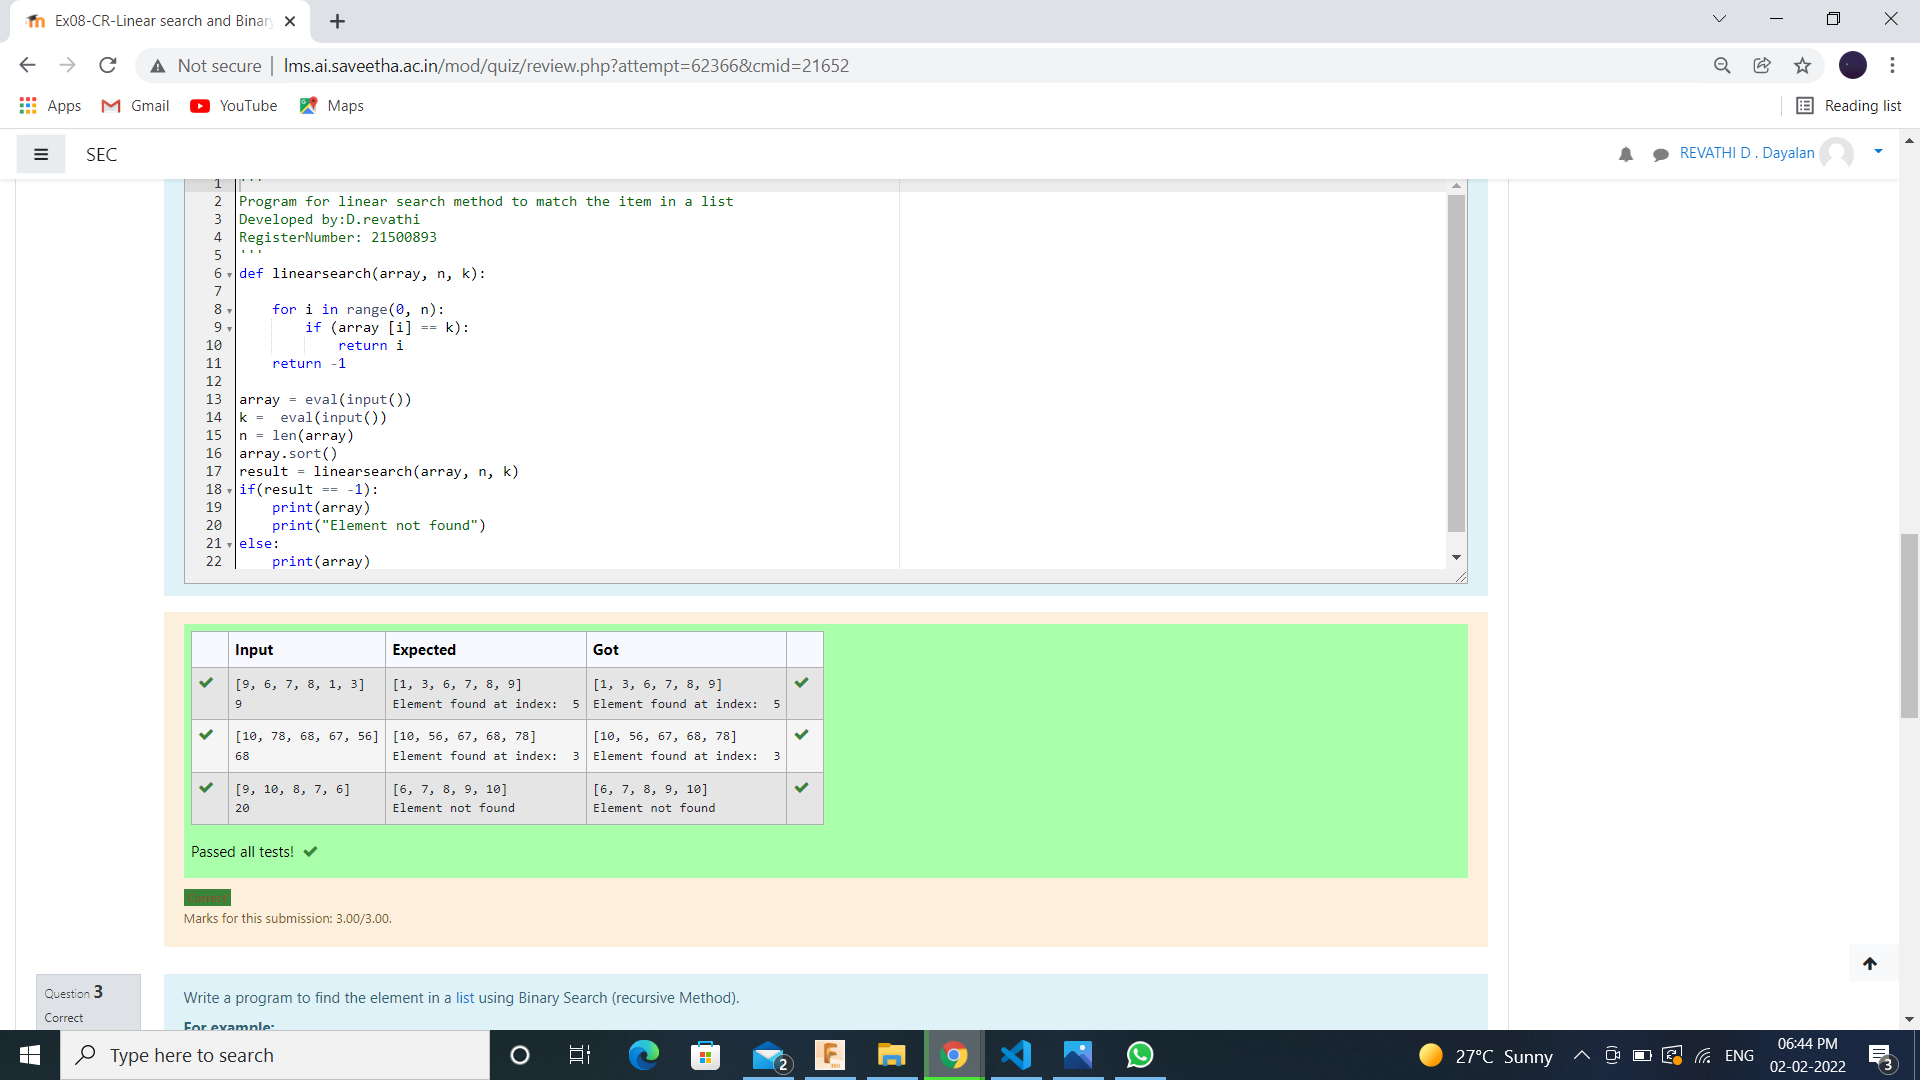 Ex08-CR-Linear search and Binar
Not secure | lms.ai.saveetha.ac.in/mod/quiz/review.php?attempt=62366&cmid=21652
Apps Gmail YouTube Maps Reading list
SEC REVATHI D . Dayalan
1 '''
2 Program for linear search method to match the item in a list
3 Developed by:D.revathi
4 RegisterNumber: 21500893
5 '''
6 def linearsearch(array, n, k):
7
8     for i in range(0, n):
9         if (array [i] == k):
10             return i
11     return -1
12
13 array = eval(input())
14 k =  eval(input())
15 n = len(array)
16 array.sort()
17 result = linearsearch(array, n, k)
18 if(result == -1):
19     print(array)
20     print("Element not found")
21 else:
22     print(array)
Input Expected Got
[9, 6, 7, 8, 1, 3] [1, 3, 6, 7, 8, 9] [1, 3, 6, 7, 8, 9]
9 Element found at index:  5 Element found at index:  5
[10, 78, 68, 67, 56] [10, 56, 67, 68, 78] [10, 56, 67, 68, 78]
68 Element found at index:  3 Element found at index:  3
[9, 10, 8, 7, 6] [6, 7, 8, 9, 10] [6, 7, 8, 9, 10]
20 Element not found Element not found
Passed all tests!
Correct
Marks for this submission: 3.00/3.00.
Question 3
Correct
Write a program to find the element in a list using Binary Search (recursive Method).
For example:
Type here to search
2
F
27°C Sunny
ENG
06:44 PM
02-02-2022
3